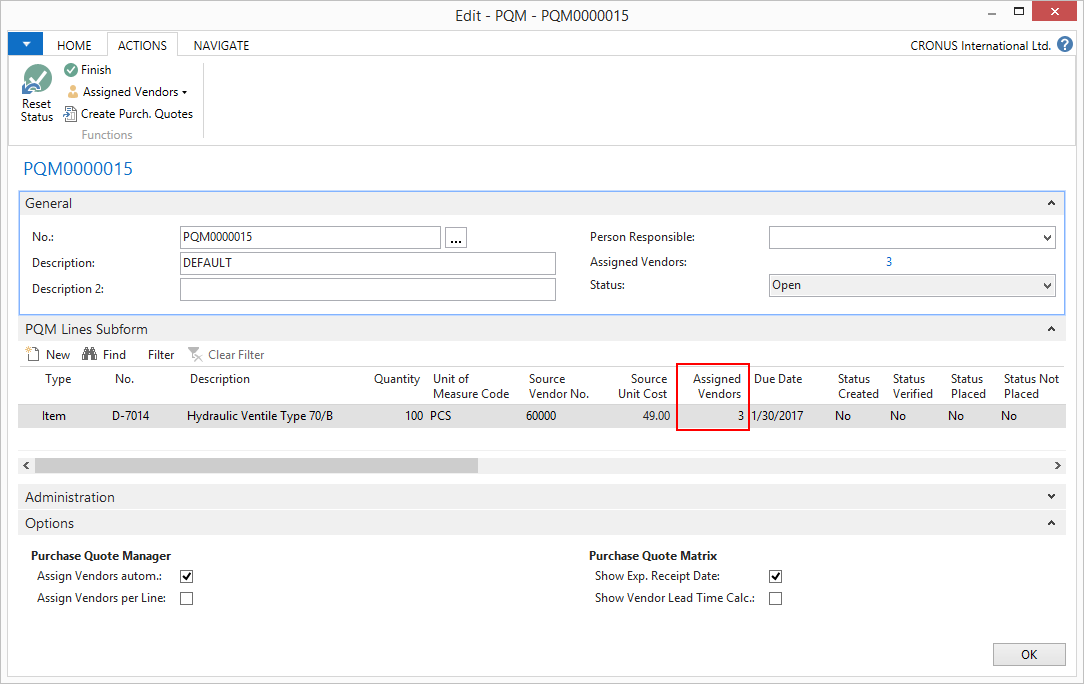 Edit - PQM - PQM0000015
HOME ACTIONS NAVIGATE CRONUS International Ltd. ?
Reset Status
Finish
Assigned Vendors
Create Purch. Quotes
Functions
PQM0000015
General
No.: PQM0000015 ... Person Responsible:
Description: DEFAULT Assigned Vendors: 3
Description 2: Status: Open
PQM Lines Subform
New Find Filter Clear Filter
Type No. Description Quantity Unit of Measure Code Source Vendor No. Source Unit Cost Assigned Vendors Due Date Status Created Status Verified Status Placed Status Not Placed
Item D-7014 Hydraulic Ventile Type 70/B 100 PCS 60000 49.00 3 1/30/2017 No No No No
Administration
Options
Purchase Quote Manager Purchase Quote Matrix
Assign Vendors autom.: Show Exp. Receipt Date:
Assign Vendors per Line: Show Vendor Lead Time Calc.:
OK